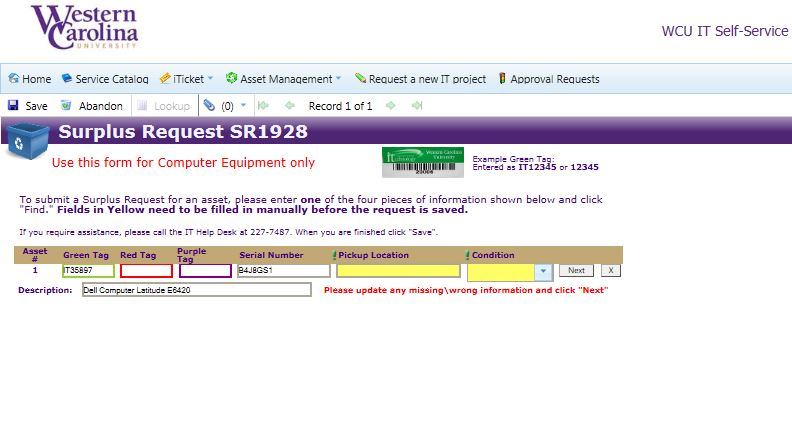 Western
Carolina
UNIVERSITY
WCU IT Self-Service
Home Service Catalog iTicket Asset Management Request a new IT project Approval Requests
Save Abandon Lookup (0) Record 1 of 1
Surplus Request SR1928
Use this form for Computer Equipment only
Western Carolina
University
20006
Example Green Tag:
Entered as IT12345 or 12345
To submit a Surplus Request for an asset, please enter one of the four pieces of information shown below and click
"Find." Fields in Yellow need to be filled in manually before the request is saved.
If you require assistance, please call the IT Help Desk at 227-7487. When you are finished click "Save".
Asset # Green Tag Red Tag Purple Tag Serial Number Pickup Location Condition
1 IT35897 B4J8GS1 Next X
Description: Dell Computer Latitude E6420 Please update any missing\wrong information and click "Next"